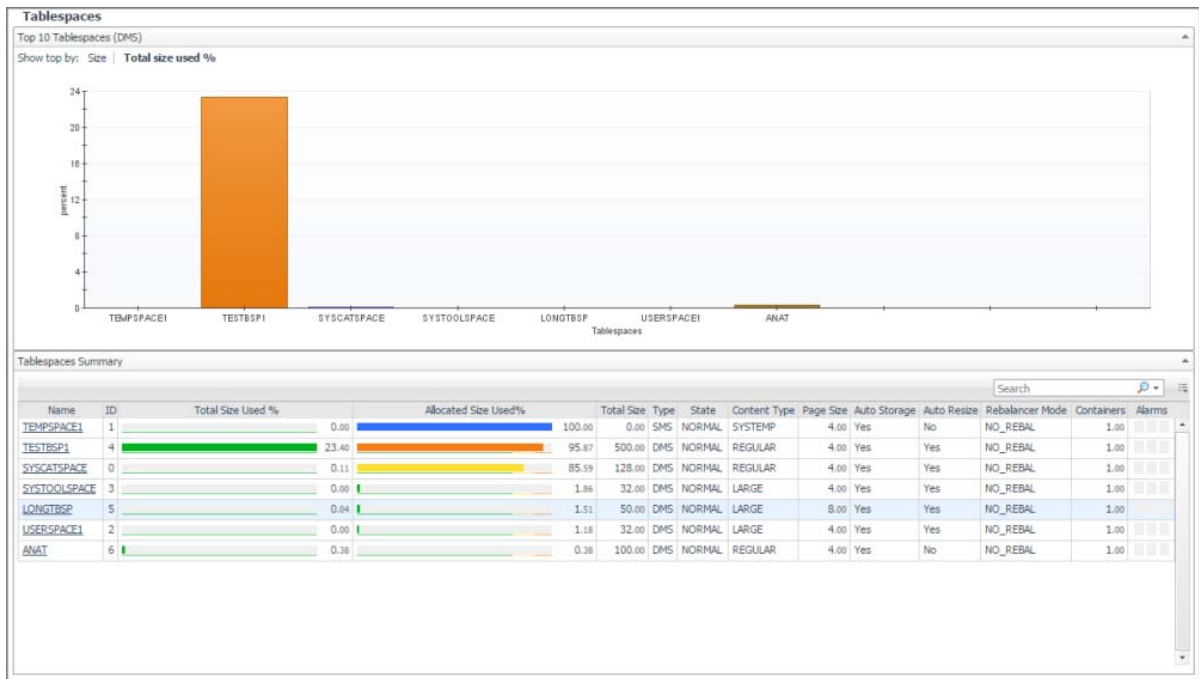 Tablespaces
Top 10 Tablespaces (DMS)
Show top by: Size | Total size used %
24
20
16
12
8
4
0
percent
TEMPSPACE1 TESTBSP1 SYSCATSPACE SYSTOOLSPACE LONGTBSP USERSPACE1 ANAT
Tablespaces
Tablespaces Summary
Search
Name ID Total Size Used % Allocated Size Used% Total Size Type State Content Type Page Size Auto Storage Auto Resize Rebalancer Mode Containers Alarms
TEMPSPACE1 1 0.00 100.00 0.00 SMS NORMAL SYSTEMP 4.00 Yes No NO_REBAL 1.00
TESTBSP1 4 23.40 95.87 500.00 DMS NORMAL REGULAR 4.00 Yes Yes NO_REBAL 1.00
SYSCATSPACE 0 0.11 85.59 128.00 DMS NORMAL REGULAR 4.00 Yes Yes NO_REBAL 1.00
SYSTOOLSPACE 3 0.00 1.86 32.00 DMS NORMAL LARGE 4.00 Yes Yes NO_REBAL 1.00
LONGTBSP 5 0.04 1.51 50.00 DMS NORMAL LARGE 8.00 Yes Yes NO_REBAL 1.00
USERSPACE1 2 0.00 1.18 32.00 DMS NORMAL LARGE 4.00 Yes Yes NO_REBAL 1.00
ANAT 6 0.38 0.38 100.00 DMS NORMAL REGULAR 4.00 Yes No NO_REBAL 1.00